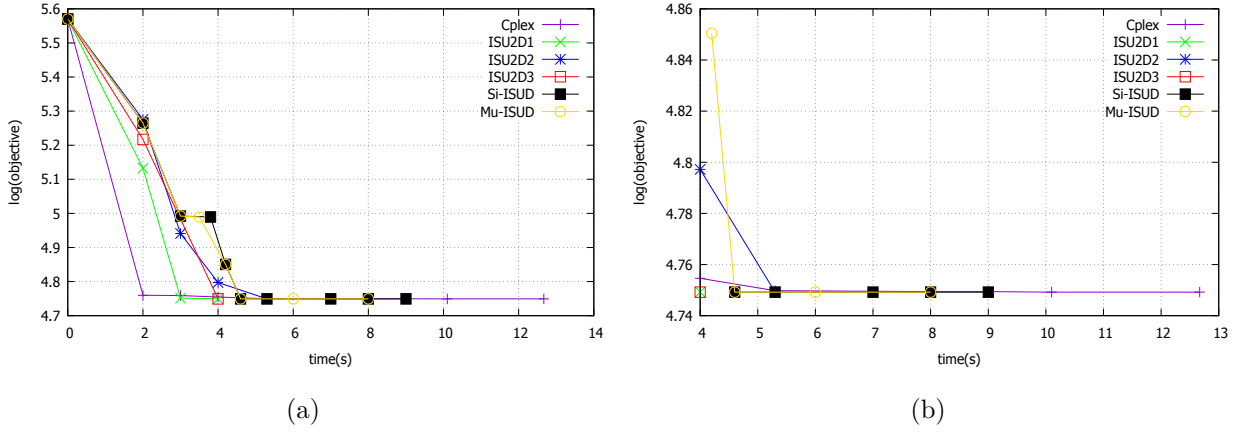 5.6
5.5
5.4
5.3
5.2
5.1
5
4.9
4.8
4.7
log(objective)
0 2 4 6 8 10 12 14
time(s)
Cplex
ISU2D1
ISU2D2
ISU2D3
Si-ISUD
Mu-ISUD
(a)
4.86
4.84
4.82
4.8
4.78
4.76
4.74
log(objective)
4 5 6 7 8 9 10 11 12 13
time(s)
Cplex
ISU2D1
ISU2D2
ISU2D3
Si-ISUD
Mu-ISUD
(b)